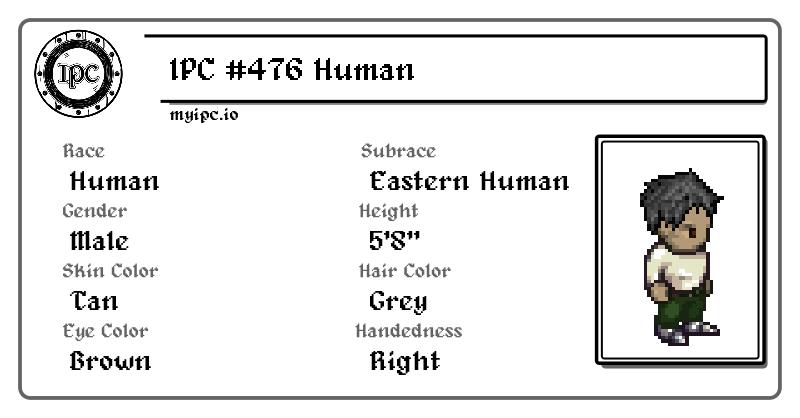 IPC
IPC #476 Human
myipc.io
Race
Human
Subrace
Eastern Human
Gender
Male
Height
5'8"
Skin Color
Tan
Hair Color
Grey
Eye Color
Brown
Handedness
Right